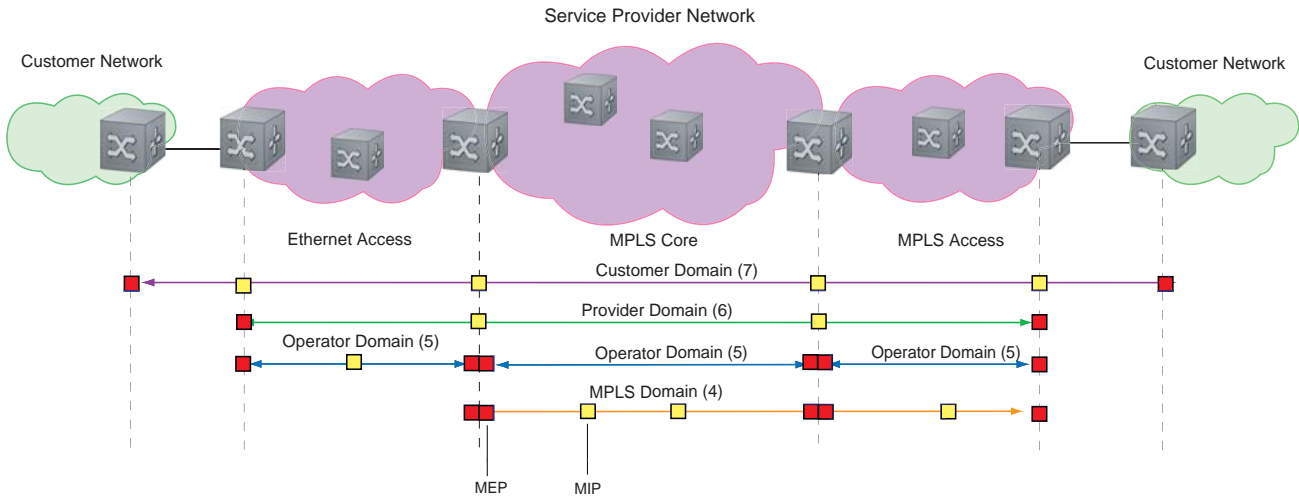 Service Provider Network
Customer Network
Customer Network
Ethernet Access
MPLS Core
MPLS Access
Customer Domain (7)
Provider Domain (6)
Operator Domain (5)
Operator Domain (5)
Operator Domain (5)
MPLS Domain (4)
MEP
MIP